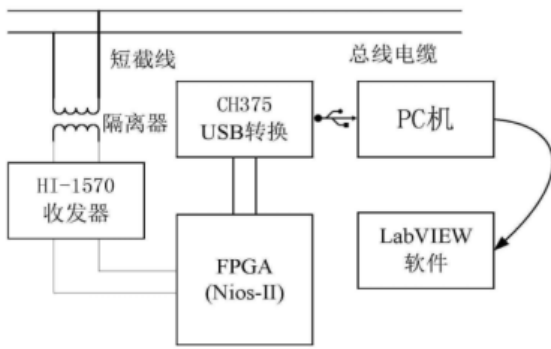 短截线
总线电缆
隔离器
CH375
USB转换
PC机
HI-1570
收发器
FPGA
(Nios-II)
LabVIEW
软件